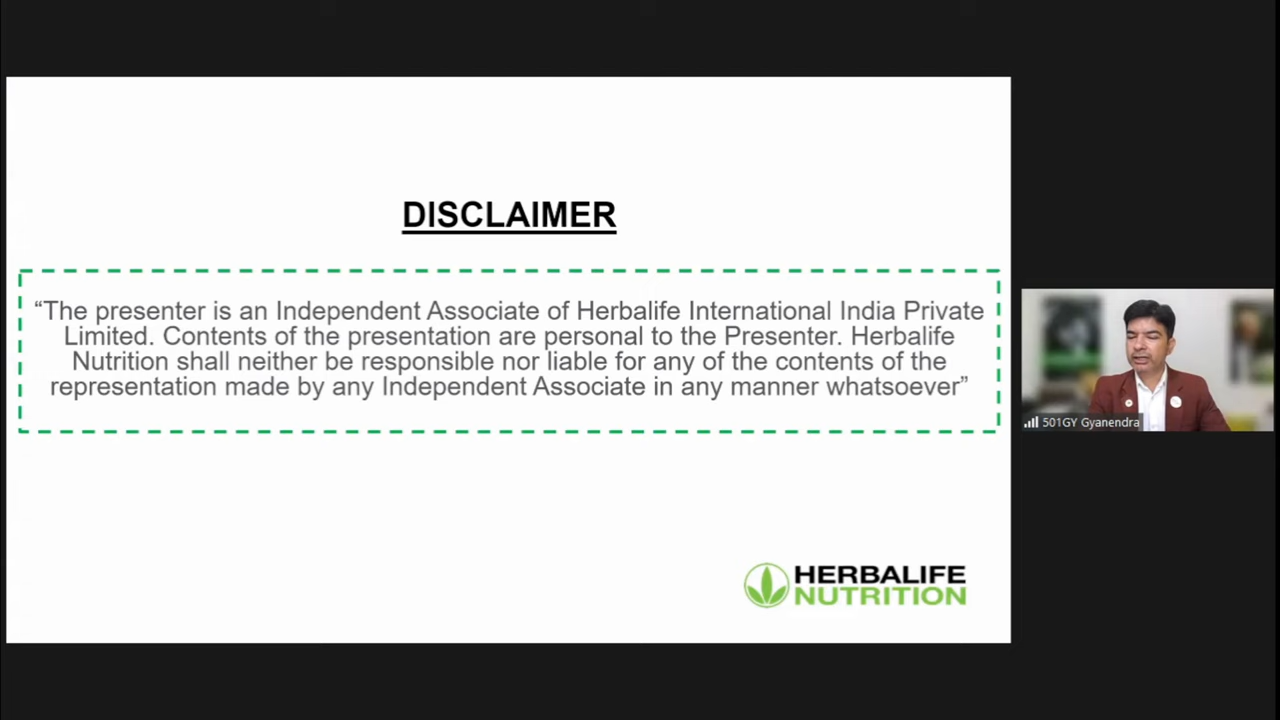 DISCLAIMER
“The presenter is an Independent Associate of Herbalife International India Private
Limited. Contents of the presentation are personal to the Presenter. Herbalife
Nutrition shall neither be responsible nor liable for any of the contents of the
representation made by any Independent Associate in any manner whatsoever”
HERBALIFE
NUTRITION
501GY Gyanendra